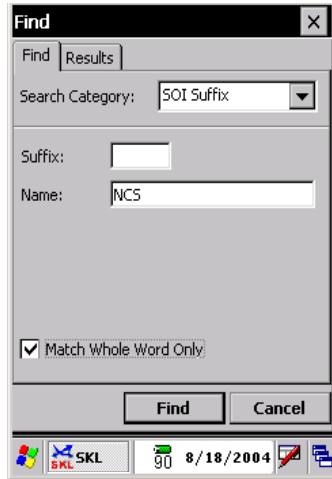 Find
Find Results
Search Category: SOI Suffix
Suffix:
Name: NCS
Match Whole Word Only
Find Cancel
SKL SKL 90 8/18/2004